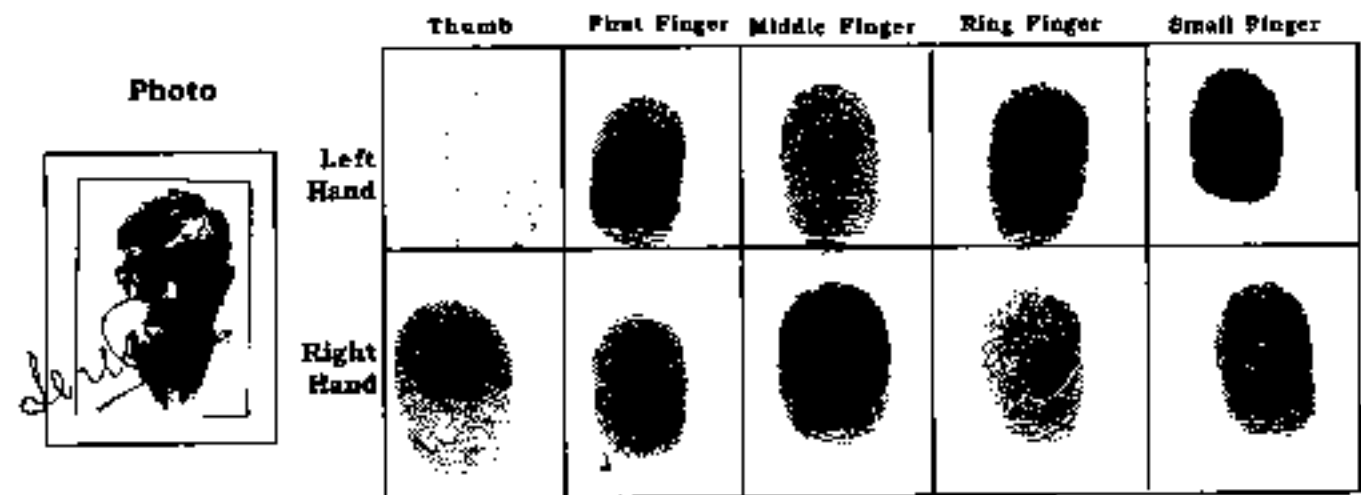 Thumb First Finger Middle Finger Ring Finger Small Finger
Photo
Left
Hand
Right
Hand